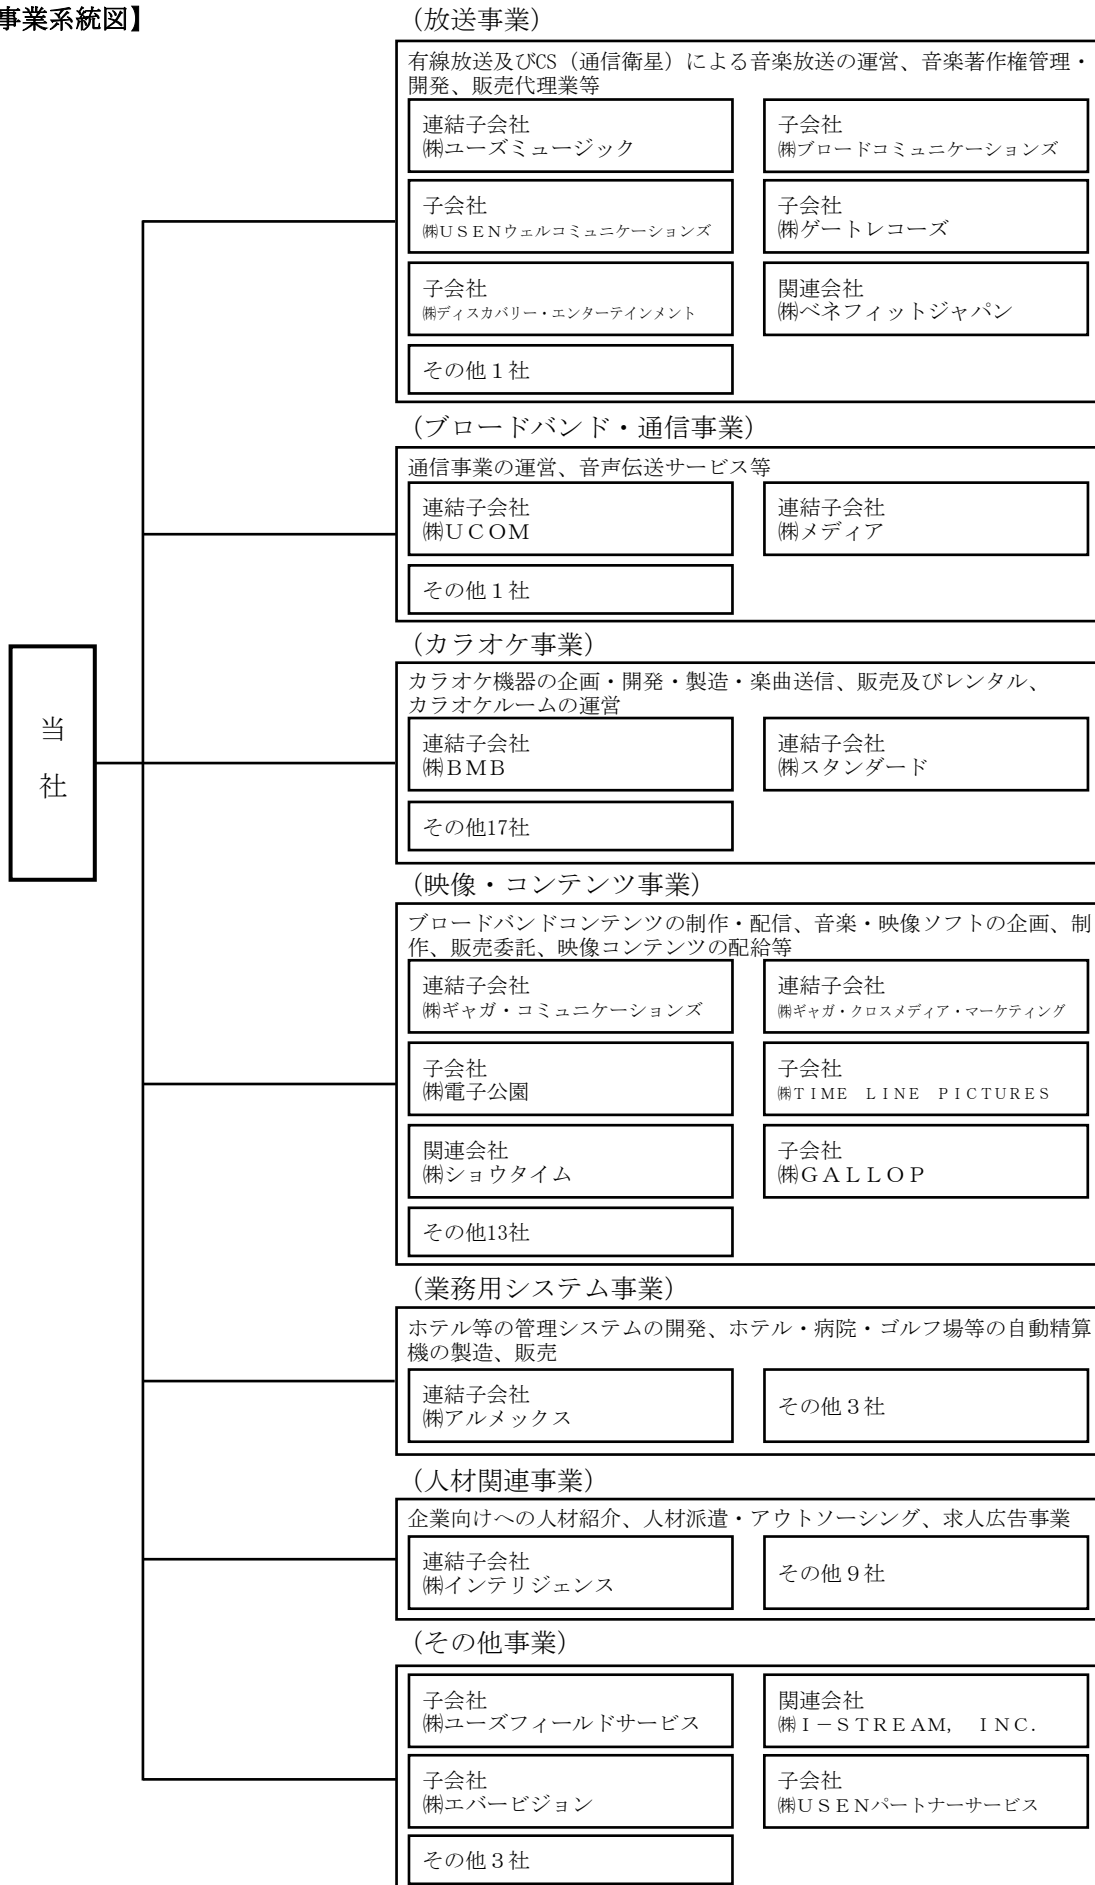 事業系統図】
（放送事業）
有線放送及びCS（通信衛星）による音楽放送の運営、音楽著作権管理・
開発、販売代理業等
連結子会社
㈱ユーズミュージック
子会社
㈱ブロードコミュニケーションズ
子会社
㈱ＵＳＥＮウェルコミュニケーションズ
子会社
㈱ゲートレコーズ
子会社
㈱ディスカバリー・エンターテインメント
関連会社
㈱ベネフィットジャパン
その他１社
（ブロードバンド・通信事業）
通信事業の運営、音声伝送サービス等
連結子会社
㈱ＵＣＯＭ
連結子会社
㈱メディア
その他１社
（カラオケ事業）
カラオケ機器の企画・開発・製造・楽曲送信、販売及びレンタル、
カラオケルームの運営
連結子会社
㈱ＢＭＢ
連結子会社
㈱スタンダード
その他17社
当
社
（映像・コンテンツ事業）
ブロードバンドコンテンツの制作・配信、音楽・映像ソフトの企画、制
作、販売委託、映像コンテンツの配給等
連結子会社
㈱ギャガ・コミュニケーションズ
連結子会社
㈱ギャガ・クロスメディア・マーケティング
子会社
㈱電子公園
子会社
㈱ＴＩＭＥ　ＬＩＮＥ　ＰＩＣＴＵＲＥＳ
関連会社
㈱ショウタイム
子会社
㈱ＧＡＬＬＯＰ
その他13社
（業務用システム事業）
ホテル等の管理システムの開発、ホテル・病院・ゴルフ場等の自動精算
機の製造、販売
連結子会社
㈱アルメックス
その他３社
（人材関連事業）
企業向けへの人材紹介、人材派遣・アウトソーシング、求人広告事業
連結子会社
㈱インテリジェンス
その他９社
（その他事業）
子会社
㈱ユーズフィールドサービス
関連会社
㈱Ｉ－ＳＴＲＥＡＭ,　ＩＮＣ.
子会社
㈱エバービジョン
子会社
㈱ＵＳＥＮパートナーサービス
その他３社